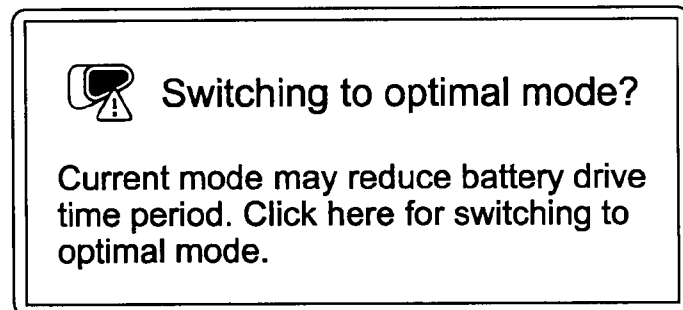 Switching to optimal mode?
Current mode may reduce battery drive
time period. Click here for switching to
optimal mode.